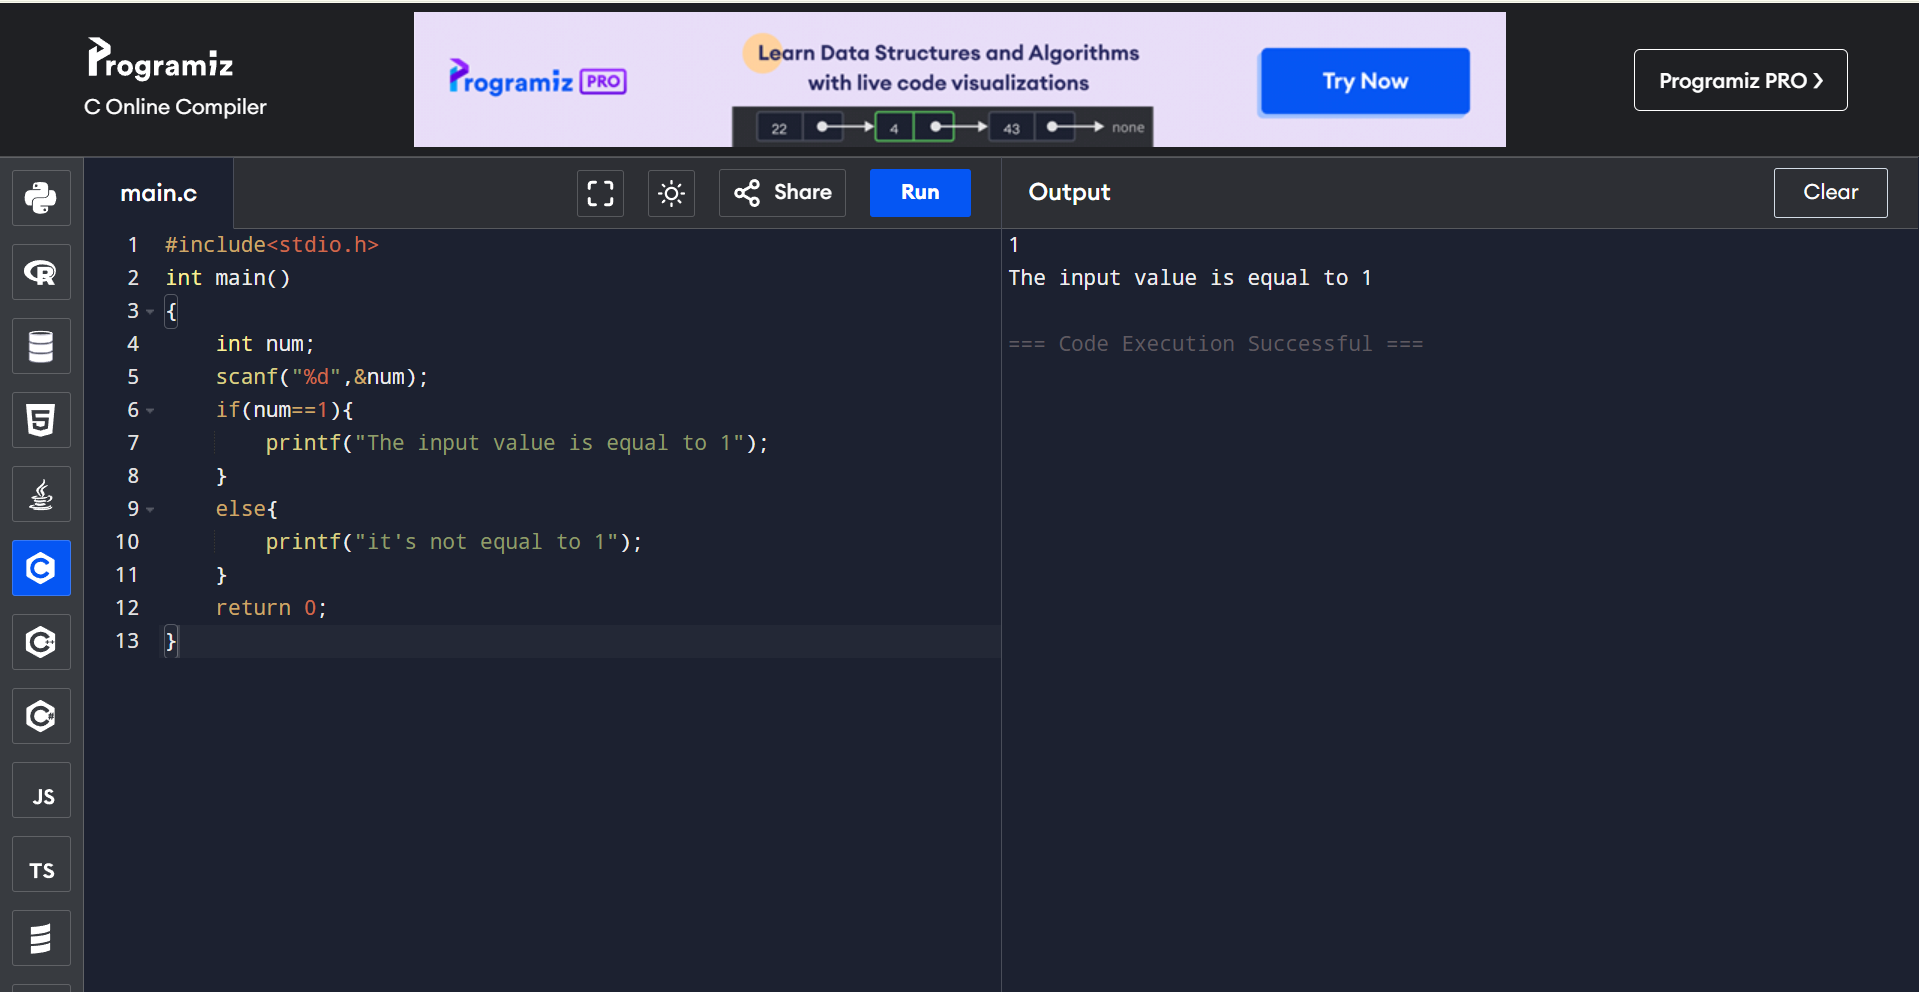 Programiz
C Online Compiler
Programiz PRO
Learn Data Structures and Algorithms
with live code visualizations
22 4 43 none
Try Now
Programiz PRO ❯
main.c
Share
Run
Output
Clear
1 #include<stdio.h>
2 int main()
3 {
4     int num;
5     scanf("%d",&num);
6     if(num==1){
7         printf("The input value is equal to 1");
8     }
9     else{
10         printf("it's not equal to 1");
11     }
12     return 0;
13 }
1
The input value is equal to 1
=== Code Execution Successful ===
R
5
C
C++
C#
JS
TS